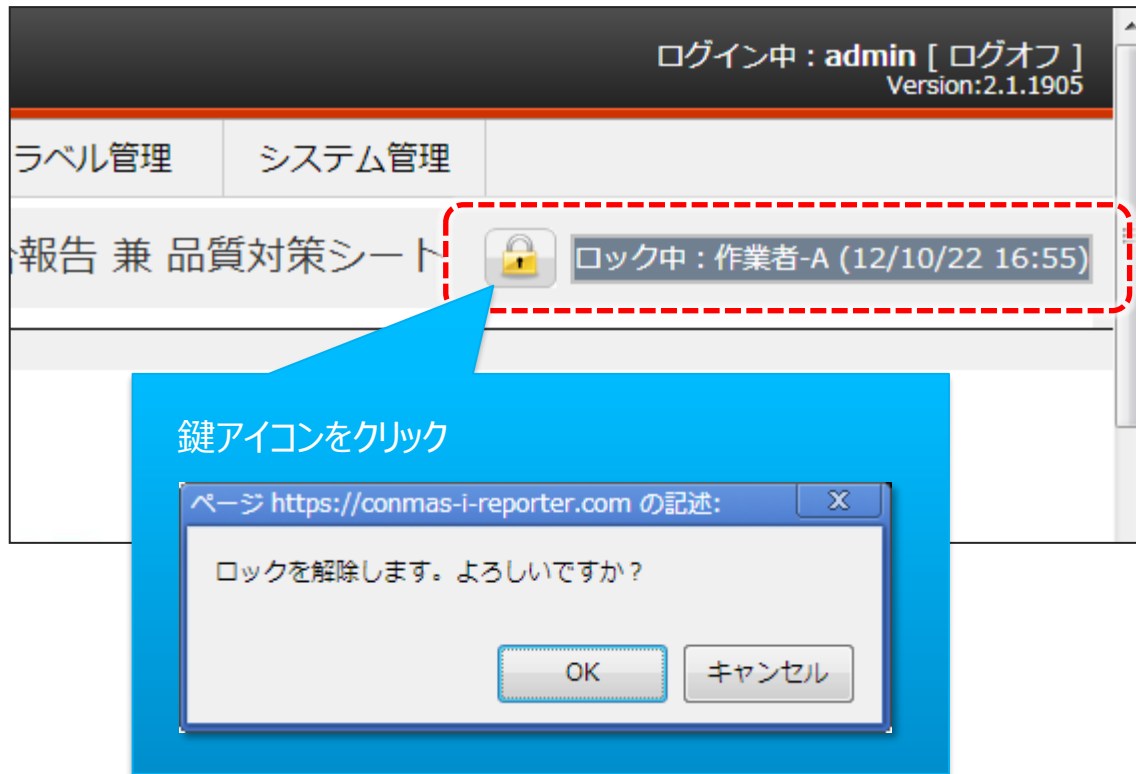 ログイン中：admin [ ログオフ ]
Version:2.1.1905
ラベル管理 システム管理
報告 兼 品質対策シート ロック中：作業者-A (12/10/22 16:55)
鍵アイコンをクリック
ページ https://conmas-i-reporter.com の記述:
ロックを解除します。よろしいですか？
OK キャンセル